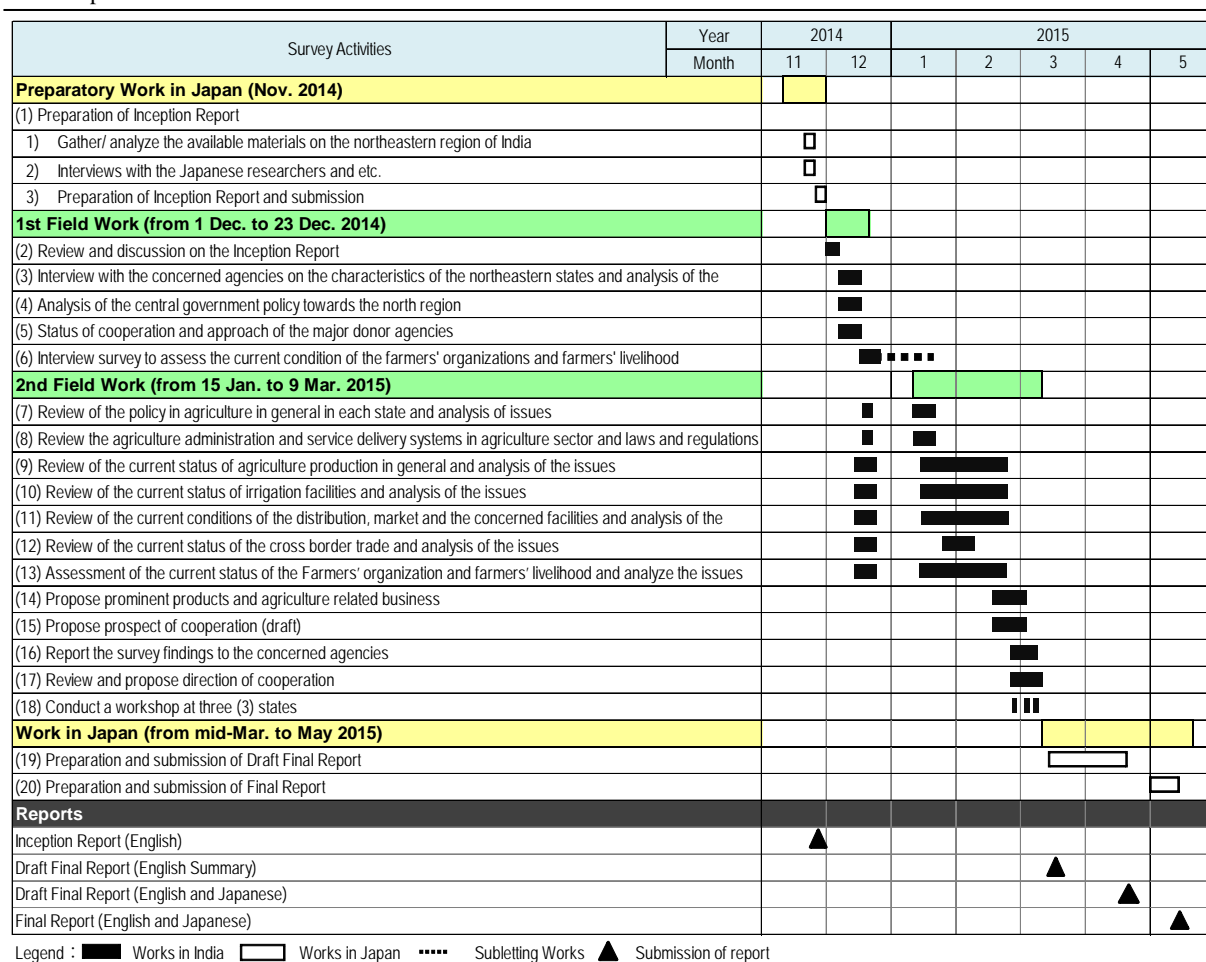 Survey Activities Year 2014 2015
Month 11 12 1 2 3 4 5
Preparatory Work in Japan (Nov. 2014)
(1) Preparation of Inception Report
1) Gather/ analyze the available materials on the northeastern region of India
2) Interviews with the Japanese researchers and etc.
3) Preparation of Inception Report and submission
1st Field Work (from 1 Dec. to 23 Dec. 2014)
(2) Review and discussion on the Inception Report
(3) Interview with the concerned agencies on the characteristics of the northeastern states and analysis of the
(4) Analysis of the central government policy towards the north region
(5) Status of cooperation and approach of the major donor agencies
(6) Interview survey to assess the current condition of the farmers' organizations and farmers' livelihood
2nd Field Work (from 15 Jan. to 9 Mar. 2015)
(7) Review of the policy in agriculture in general in each state and analysis of issues
(8) Review the agriculture administration and service delivery systems in agriculture sector and laws and regulations
(9) Review of the current status of agriculture production in general and analysis of the issues
(10) Review of the current status of irrigation facilities and analysis of the issues
(11) Review of the current conditions of the distribution, market and the concerned facilities and analysis of the
(12) Review of the current status of the cross border trade and analysis of the issues
(13) Assessment of the current status of the Farmers' organization and farmers' livelihood and analyze the issues
(14) Propose prominent products and agriculture related business
(15) Propose prospect of cooperation (draft)
(16) Report the survey findings to the concerned agencies
(17) Review and propose direction of cooperation
(18) Conduct a workshop at three (3) states
Work in Japan (from mid-Mar. to May 2015)
(19) Preparation and submission of Draft Final Report
(20) Preparation and submission of Final Report
Reports
Inception Report (English)
Draft Final Report (English Summary)
Draft Final Report (English and Japanese)
Final Report (English and Japanese)
Legend : Works in India Works in Japan Subletting Works Submission of report